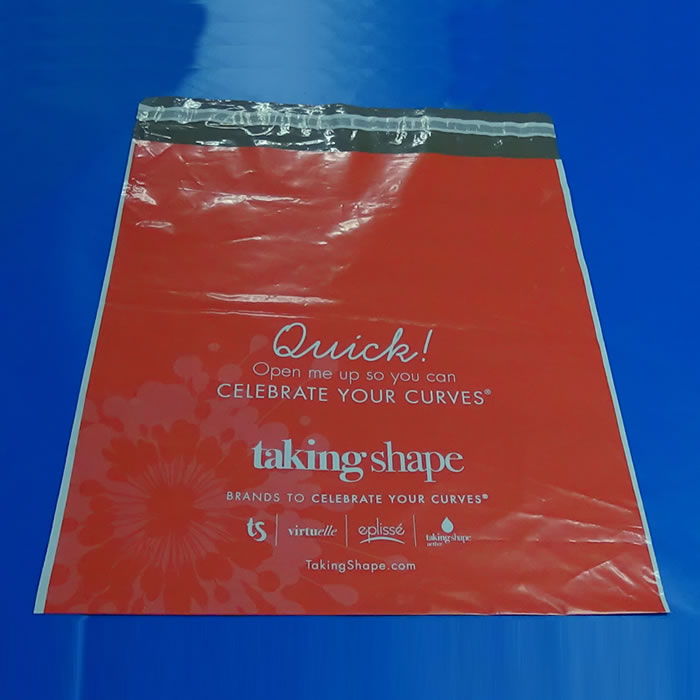 Quick!
Open me up so you can
CELEBRATE YOUR CURVES®
taking shape
BRANDS TO CELEBRATE YOUR CURVES®
ts virtuelle eplissé takingshape
TakingShape.com